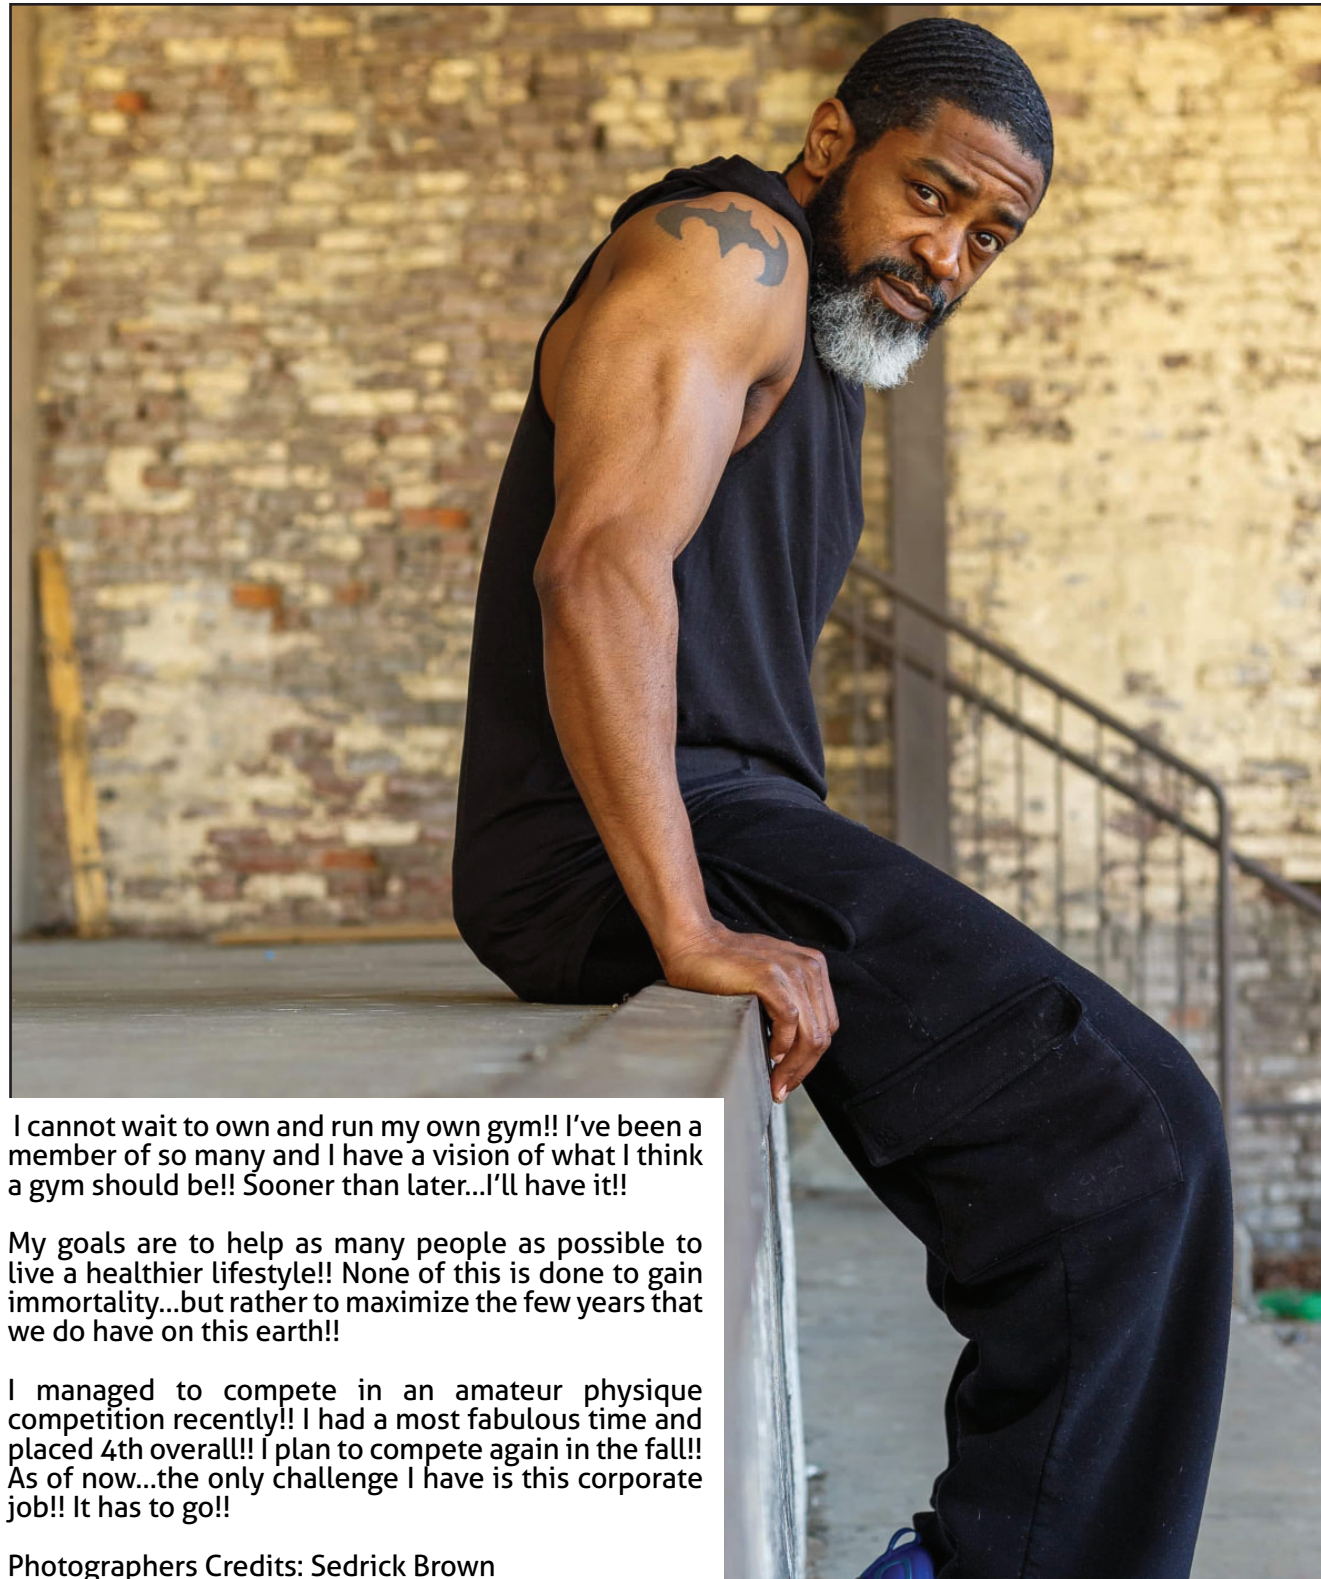 I cannot wait to own and run my own gym!! I've been a
member of so many and I have a vision of what I think
a gym should be!! Sooner than later...I'll have it!!
My goals are to help as many people as possible to
live a healthier lifestyle!! None of this is done to gain
immortality...but rather to maximize the few years that
we do have on this earth!!
I managed to compete in an amateur physique
competition recently!! I had a most fabulous time and
placed 4th overall!! I plan to compete again in the fall!!
As of now...the only challenge I have is this corporate
job!! It has to go!!
Photographers Credits: Sedrick Brown